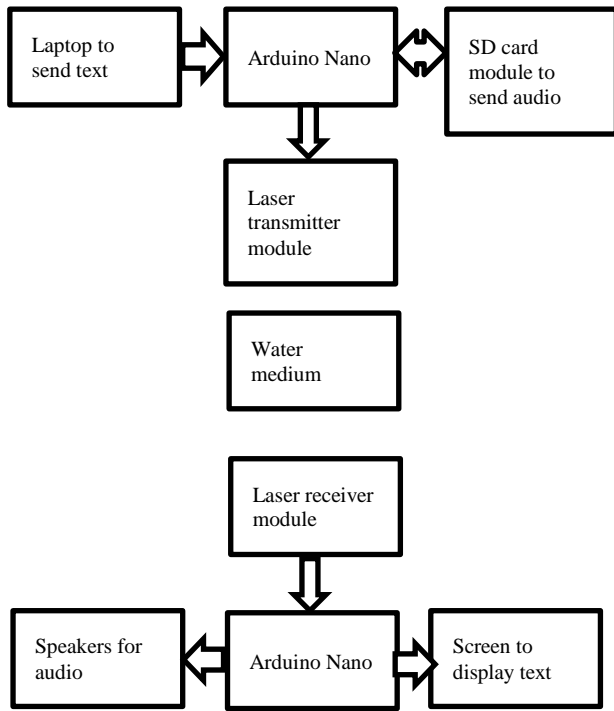 Laptop to
send text
Arduino Nano
SD card
module to
send audio
Laser
transmitter
module
Water
medium
Laser receiver
module
Speakers for
audio
Arduino Nano
Screen to
display text